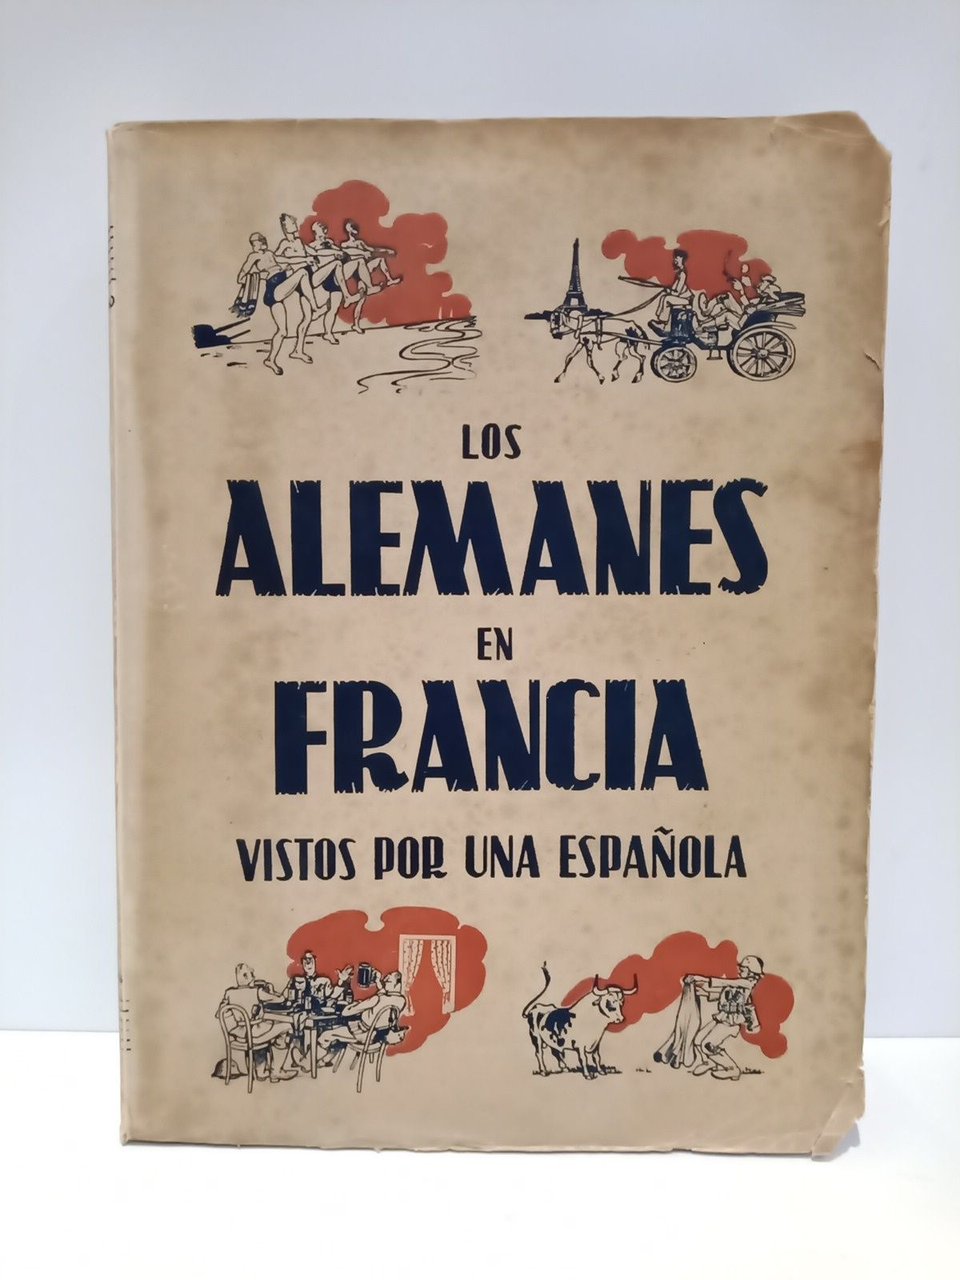 LOS
ALEMANES
EN
FRANCIA
VISTOS POR UNA ESPAÑOLA